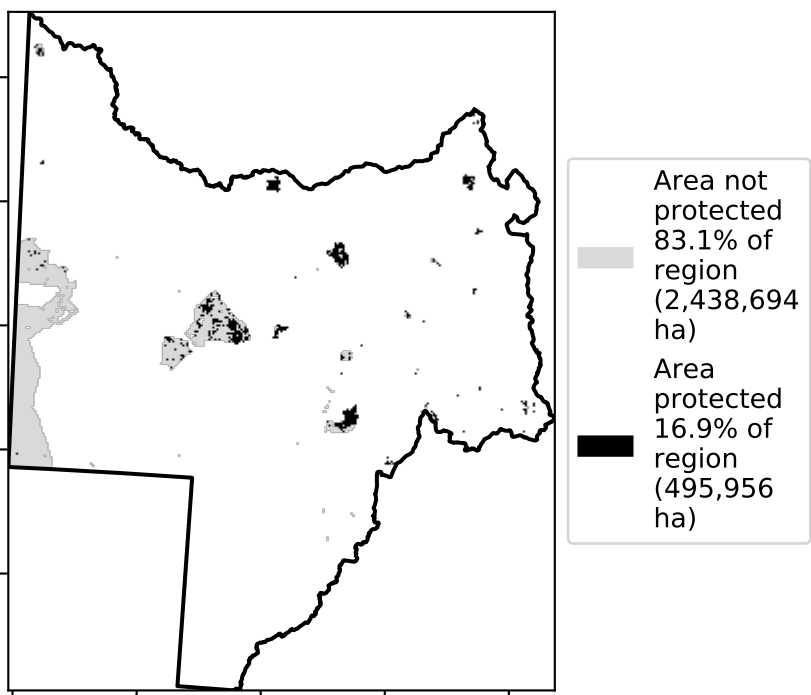 Area not
protected
83.1% of
region
(2,438,694
ha)
Area
protected
16.9% of
region
(495,956
ha)